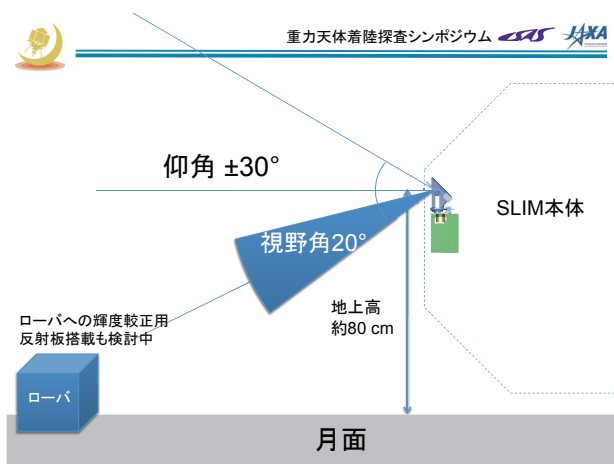 重力天体着陸探査シンポジウム
ISAS
JAXA
仰角 ±30°
SLIM本体
視野角20°
地上高
約80 cm
ローバへの輝度較正用
反射板搭載も検討中
ローバ
月面